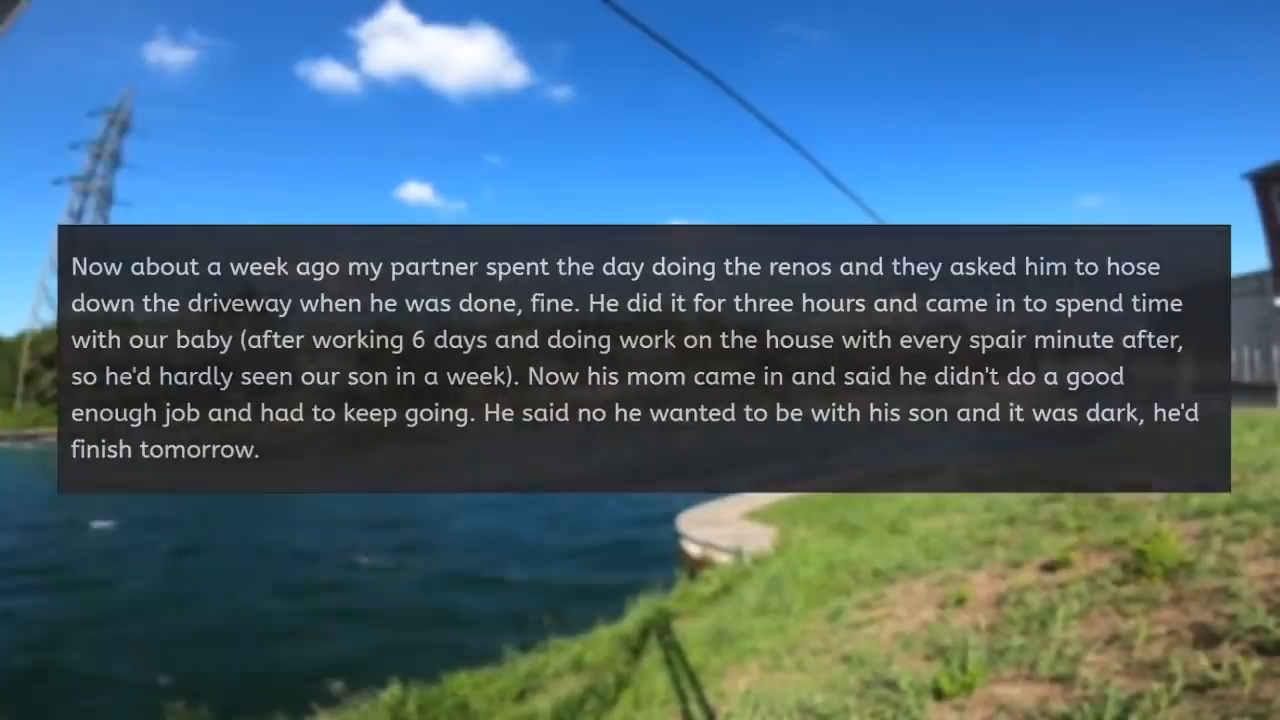 Now about a week ago my partner spent the day doing the renos and they asked him to hose
down the driveway when he was done, fine. He did it for three hours and came in to spend time
with our baby (after working 6 days and doing work on the house with every spair minute after,
so he'd hardly seen our son in a week). Now his mom came in and said he didn't do a good
enough job and had to keep going. He said no he wanted to be with his son and it was dark, he'd
finish tomorrow.